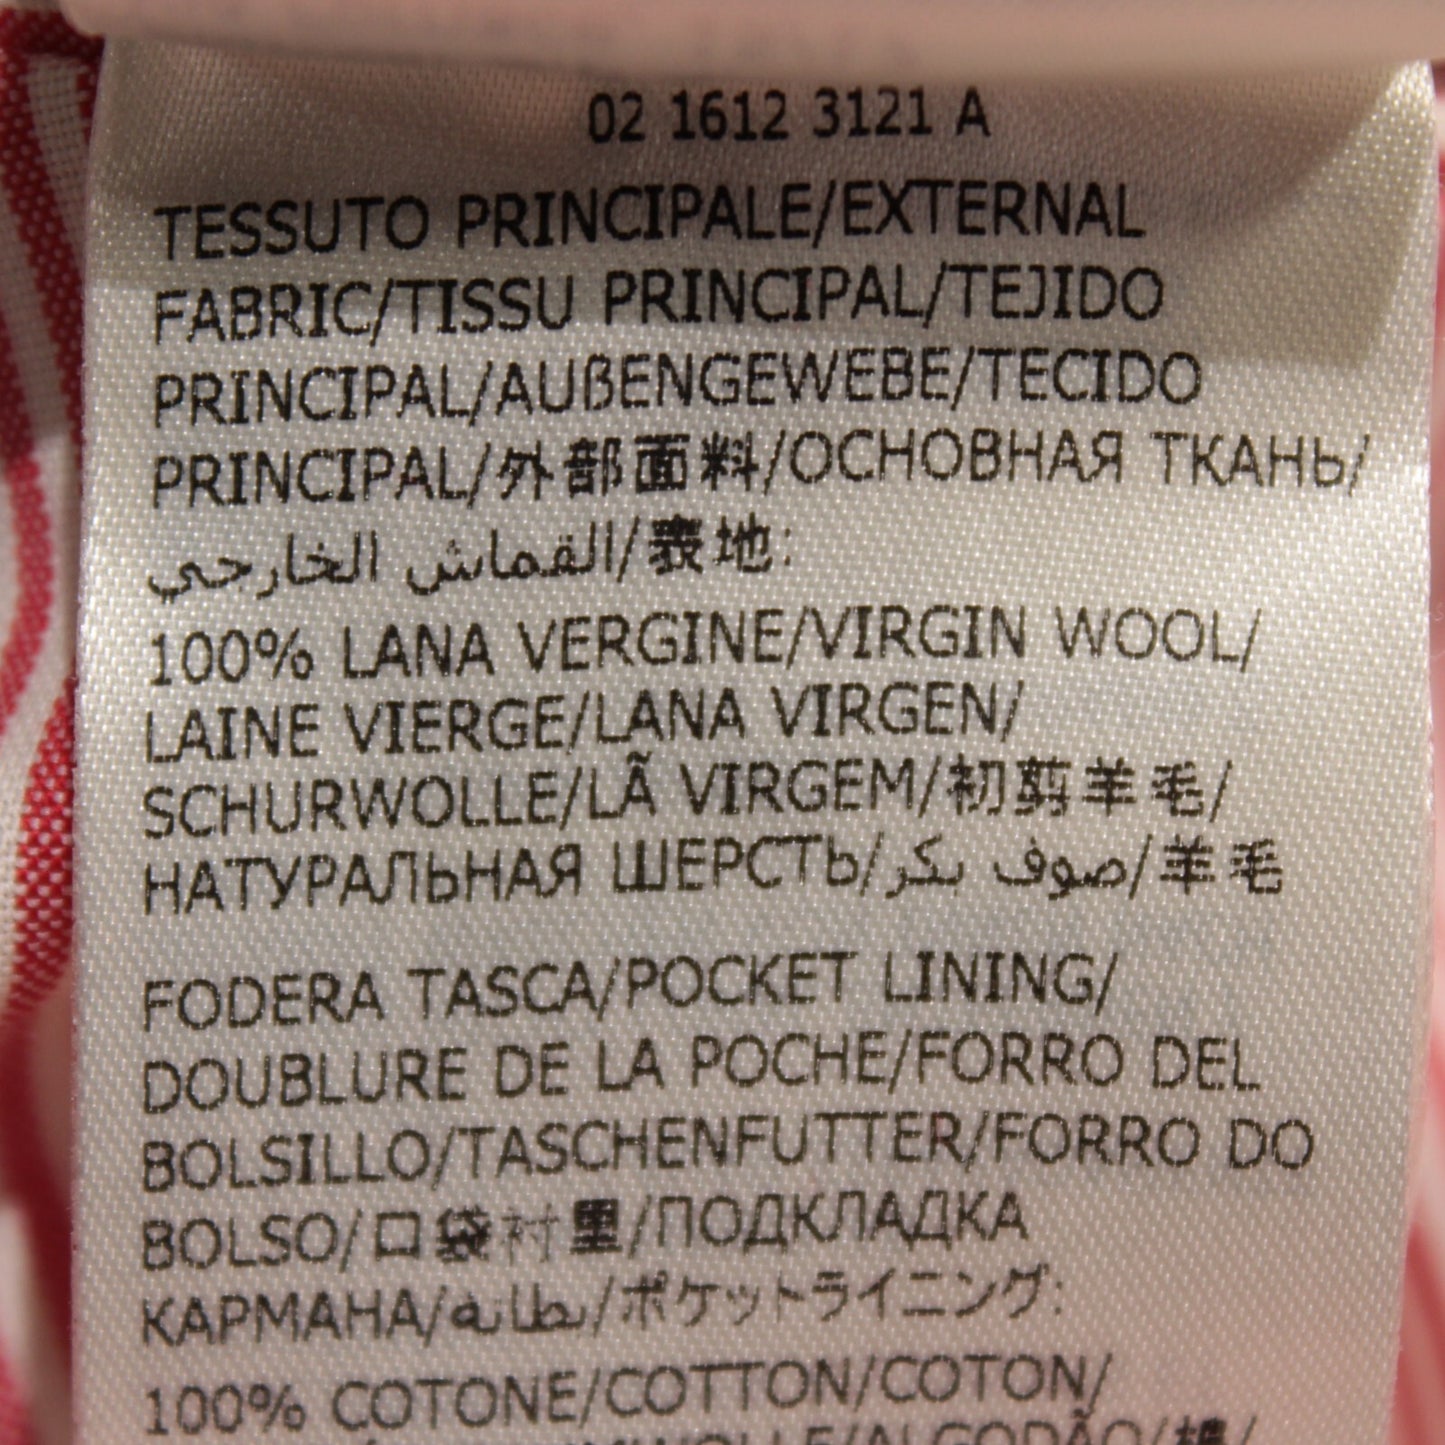 02 1612 3121 A
TESSUTO PRINCIPALE/EXTERNAL
FABRIC/TISSU PRINCIPAL/TEJIDO
PRINCIPAL/AUßENGEWEBE/TECIDO
PRINCIPAL/外部面料/ОСНОВНАЯ ТКАНЬ/
القماش الخارجي/表地:
100% LANA VERGINE/VIRGIN WOOL/
LAINE VIERGE/LANA VIRGEN/
SCHURWOLLE/LÃ VIRGEM/初剪羊毛/
НАТУРАЛЬНАЯ ШЕРСТЬ/صوف بكر/羊毛
FODERA TASCA/POCKET LINING/
DOUBLURE DE LA POCHE/FORRO DEL
BOLSILLO/TASCHENFUTTER/FORRO DO
BOLSO/口袋衬里/ПОДКЛАДКА
КАРМАНА/بطانة/ポケットライニング:
100% COTONE/COTTON/COTON/
/ALGODÃO/棉/